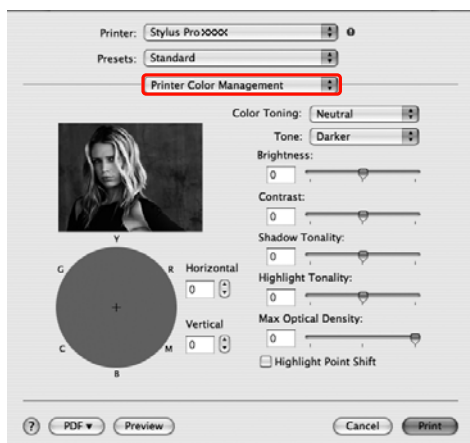 Printer: Stylus Pro XXXX
Presets: Standard
Printer Color Management
Color Toning: Neutral
Tone: Darker
Brightness:
0
Contrast:
0
Shadow Tonality:
0
Highlight Tonality:
0
Max Optical Density:
0
Highlight Point Shift
Y
G R
C M
B
Horizontal
0
Vertical
0
? PDF ▼ Preview Cancel Print